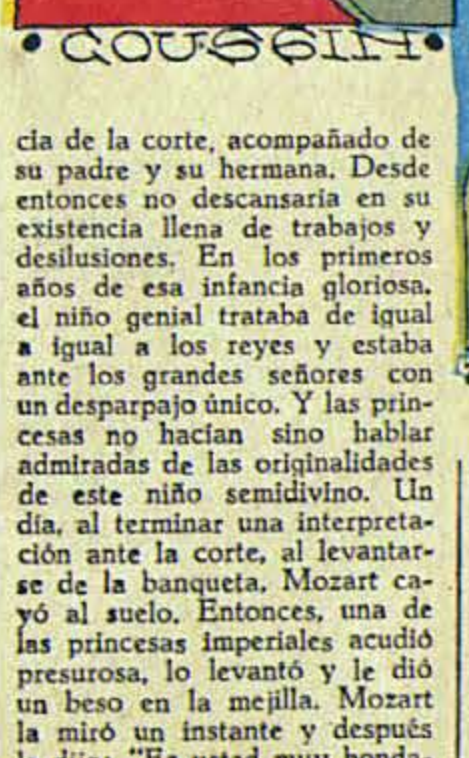 • COUSSIN •
cia de la corte, acompañado de
su padre y su hermana. Desde
entonces no descansaría en su
existencia llena de trabajos y
desilusiones. En los primeros
años de esa infancia gloriosa.
el niño genial trataba de igual
a igual a los reyes y estaba
ante los grandes señores con
un desparpajo único. Y las prin-
cesas no hacían sino hablar
admiradas de las originalidades
de este niño semidivino. Un
día, al terminar una interpreta-
ción ante la corte, al levantar-
se de la banqueta, Mozart ca-
yó al suelo. Entonces, una de
las princesas imperiales acudió
presurosa, lo levantó y le dió
un beso en la mejilla. Mozart
la miró un instante y después